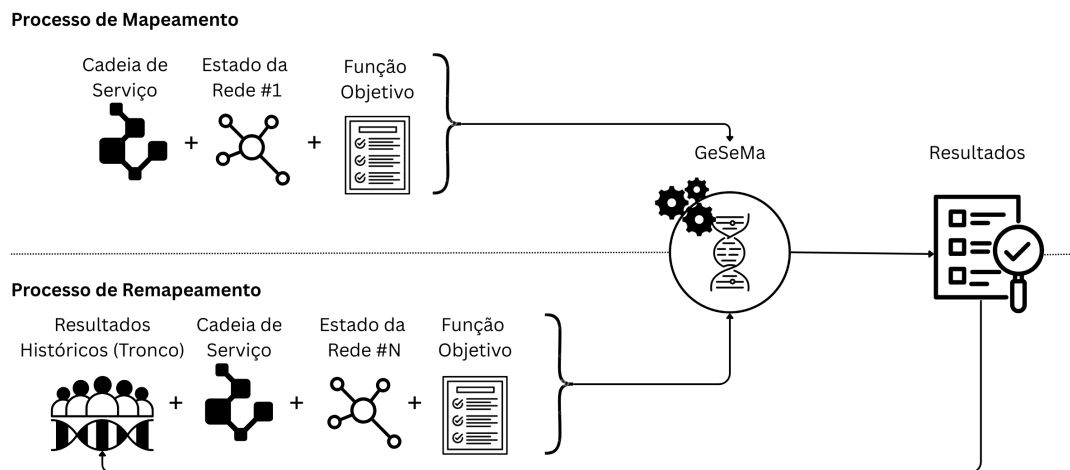 Processo de Mapeamento
Cadeia de
Serviço
Estado da
Rede #1
Função
Objetivo
+
+
GeSeMa
Resultados
Processo de Remapeamento
Resultados
Históricos (Tronco)
Cadeia de
Serviço
Estado da
Rede #N
Função
Objetivo
+
+
+